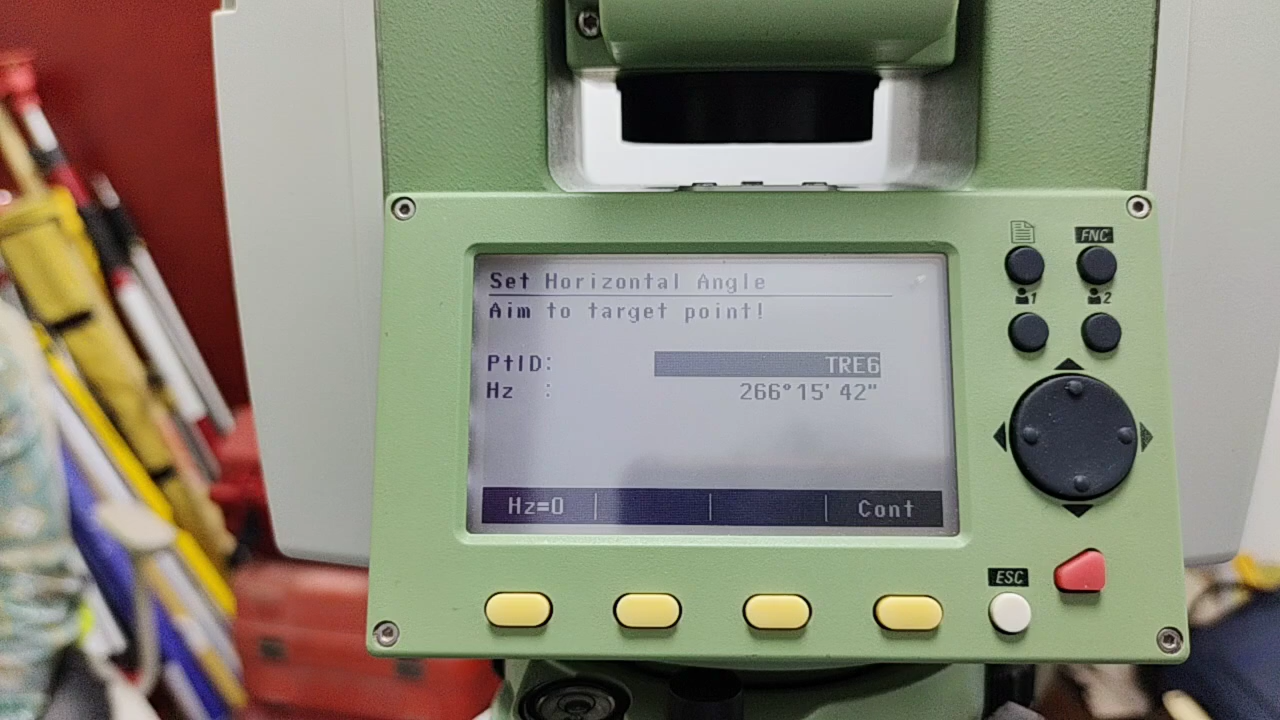 FNC
1
2
Set Horizontal Angle
Aim to target point!
PtID: TRE6
Hz : 266°15'42"
Hz=0 Cont
ESC